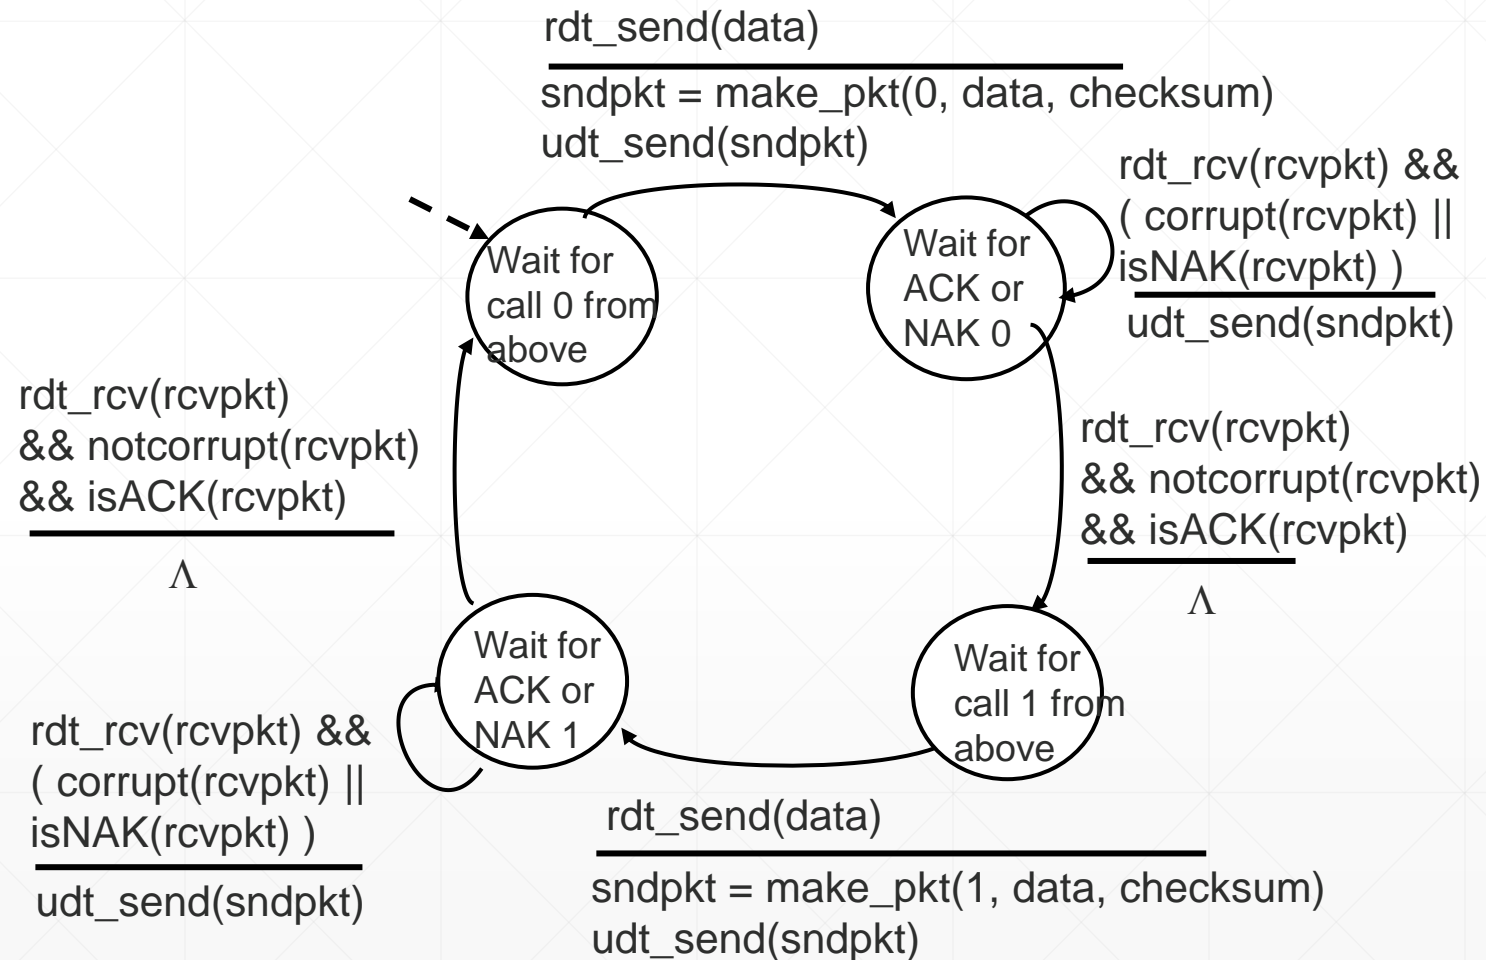 rdt_send(data)
sndpkt = make_pkt(0, data, checksum)
udt_send(sndpkt)
rdt_rcv(rcvpkt) &&
( corrupt(rcvpkt) ||
isNAK(rcvpkt) )
udt_send(sndpkt)
Wait for
call 0 from
above
Wait for
ACK or
NAK 0
rdt_rcv(rcvpkt)
&& notcorrupt(rcvpkt)
&& isACK(rcvpkt)
Λ
rdt_rcv(rcvpkt)
&& notcorrupt(rcvpkt)
&& isACK(rcvpkt)
Λ
Wait for
ACK or
NAK 1
Wait for
call 1 from
above
rdt_rcv(rcvpkt) &&
( corrupt(rcvpkt) ||
isNAK(rcvpkt) )
udt_send(sndpkt)
rdt_send(data)
sndpkt = make_pkt(1, data, checksum)
udt_send(sndpkt)